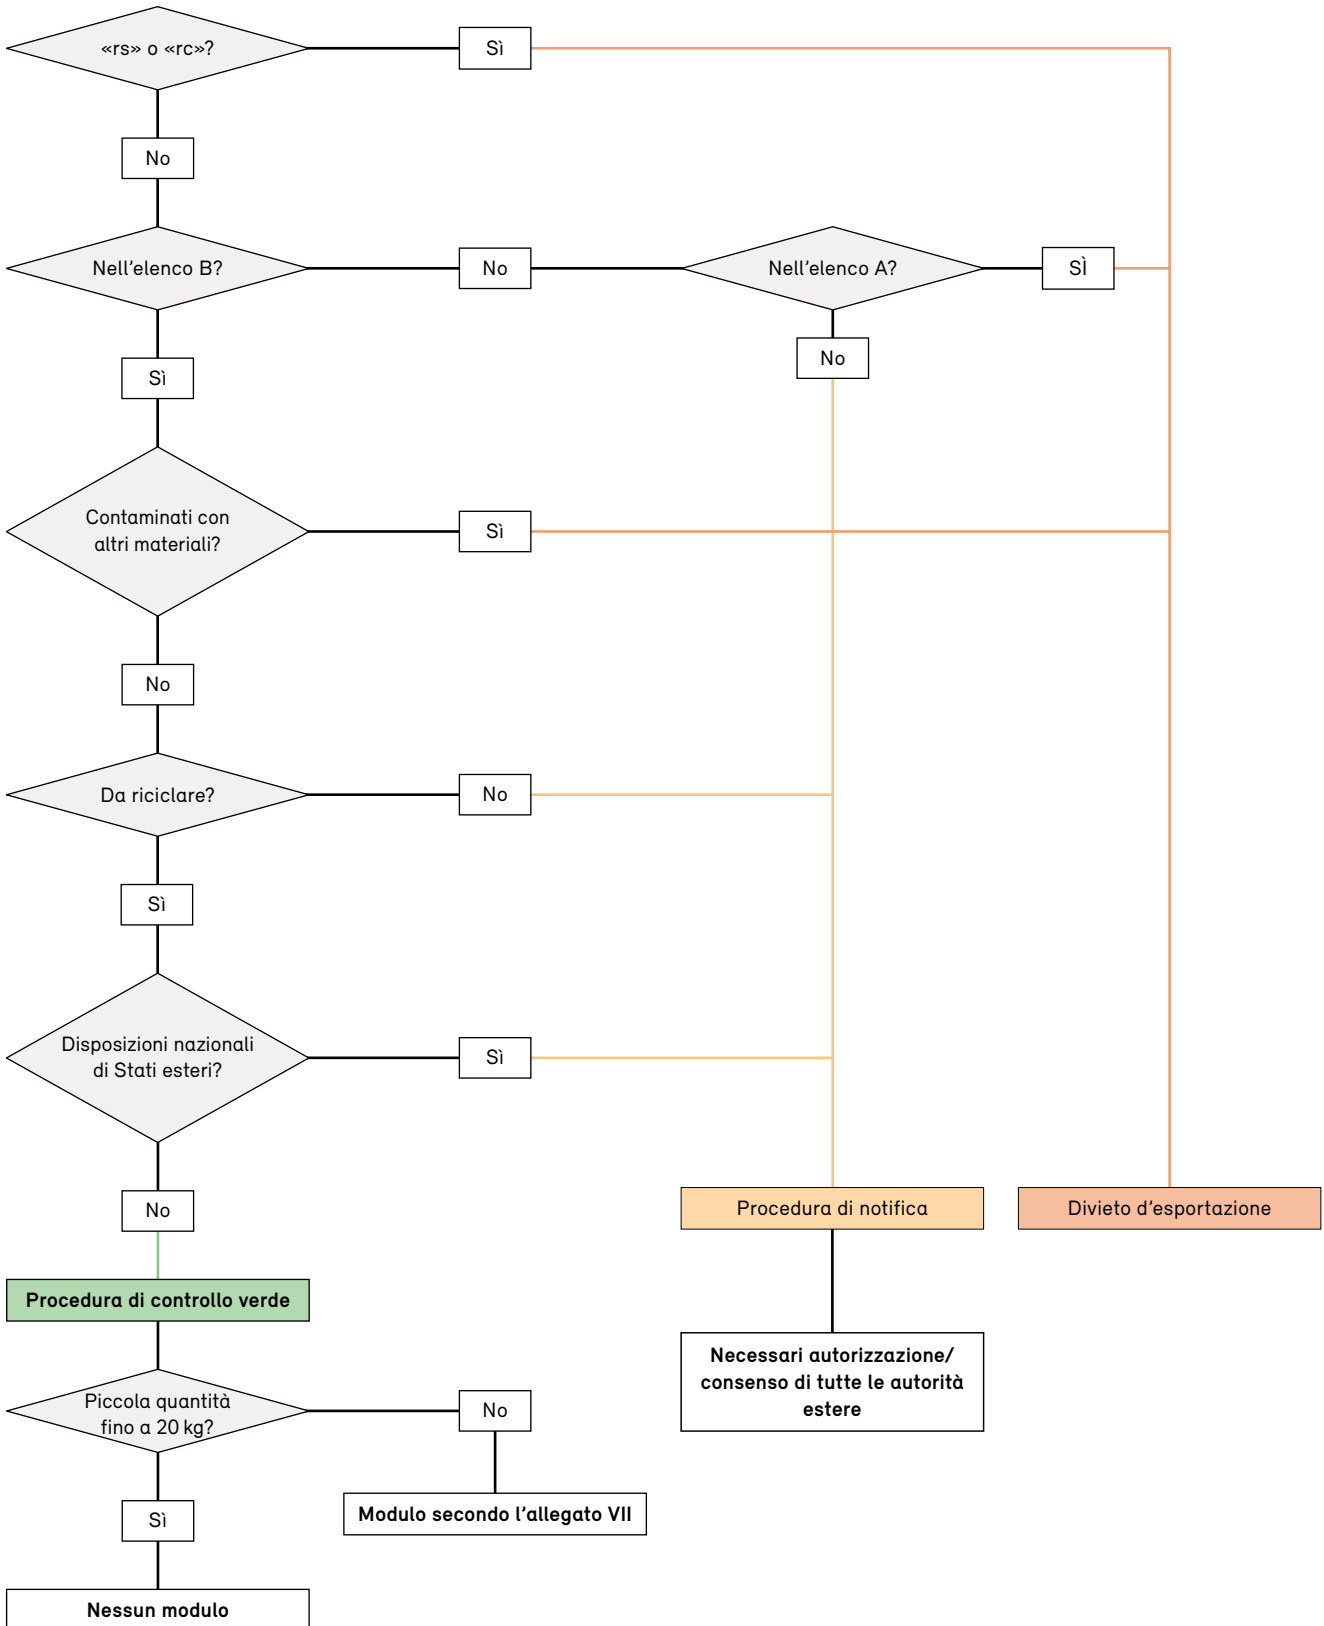 «rs» o «rc»?
Sì
No
Nell'elenco B?
No
Nell'elenco A?
SÌ
No
Sì
Contaminati con
altri materiali?
Sì
No
Da riciclare?
No
Sì
Disposizioni nazionali
di Stati esteri?
Sì
No
Procedura di notifica
Divieto d'esportazione
Procedura di controllo verde
Necessari autorizzazione/
consenso di tutte le autorità
estere
Piccola quantità
fino a 20 kg?
No
Modulo secondo l'allegato VII
Sì
Nessun modulo